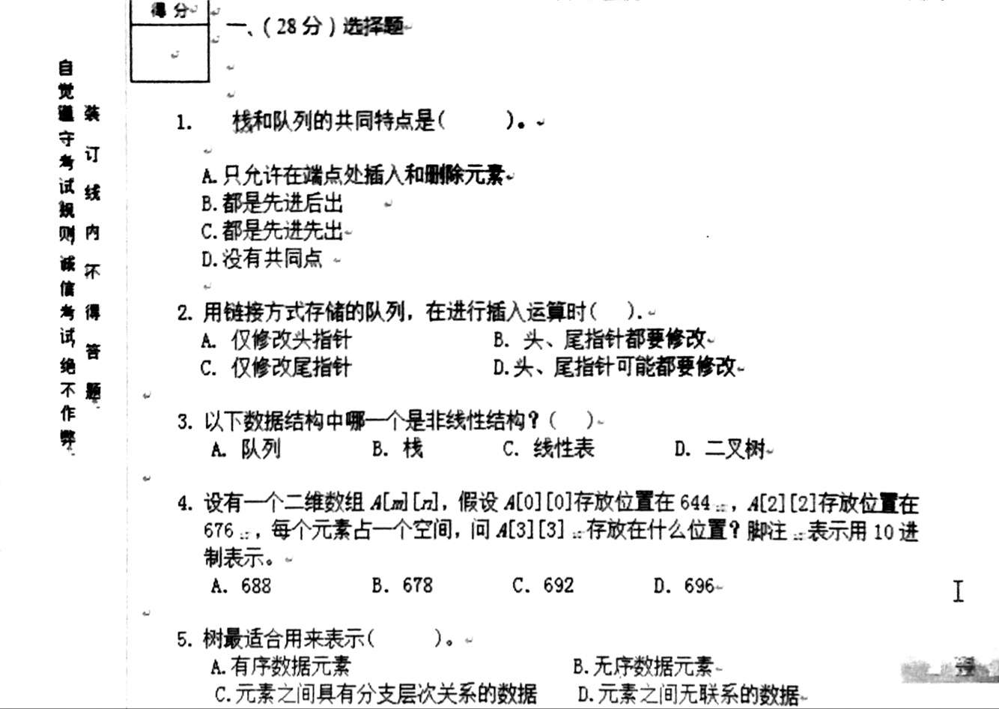 得 分
一、( 28 分 ) 选择题
自觉遵守考试规则 诚信考试 绝不作弊
装订线内不得答题
1. 栈和队列的共同特点是( )。
A.只允许在端点处插入和删除元素
B.都是先进后出
C.都是先进先出
D.没有共同点
2. 用链接方式存储的队列，在进行插入运算时( ).
A. 仅修改头指针 B. 头、尾指针都要修改
C. 仅修改尾指针 D.头、尾指针可能都要修改
3. 以下数据结构中哪一个是非线性结构？( )
A. 队列 B. 栈 C. 线性表 D. 二叉树
4. 设有一个二维数组 A[m][n]，假设 A[0][0]存放位置在 644，A[2][2]存放位置在
676，每个元素占一个空间，问 A[3][3]存放在什么位置？脚注表示用 10 进
制表示。
A. 688 B. 678 C. 692 D. 696
5. 树最适合用来表示( )。
A.有序数据元素 B.无序数据元素
C.元素之间具有分支层次关系的数据 D.元素之间无联系的数据